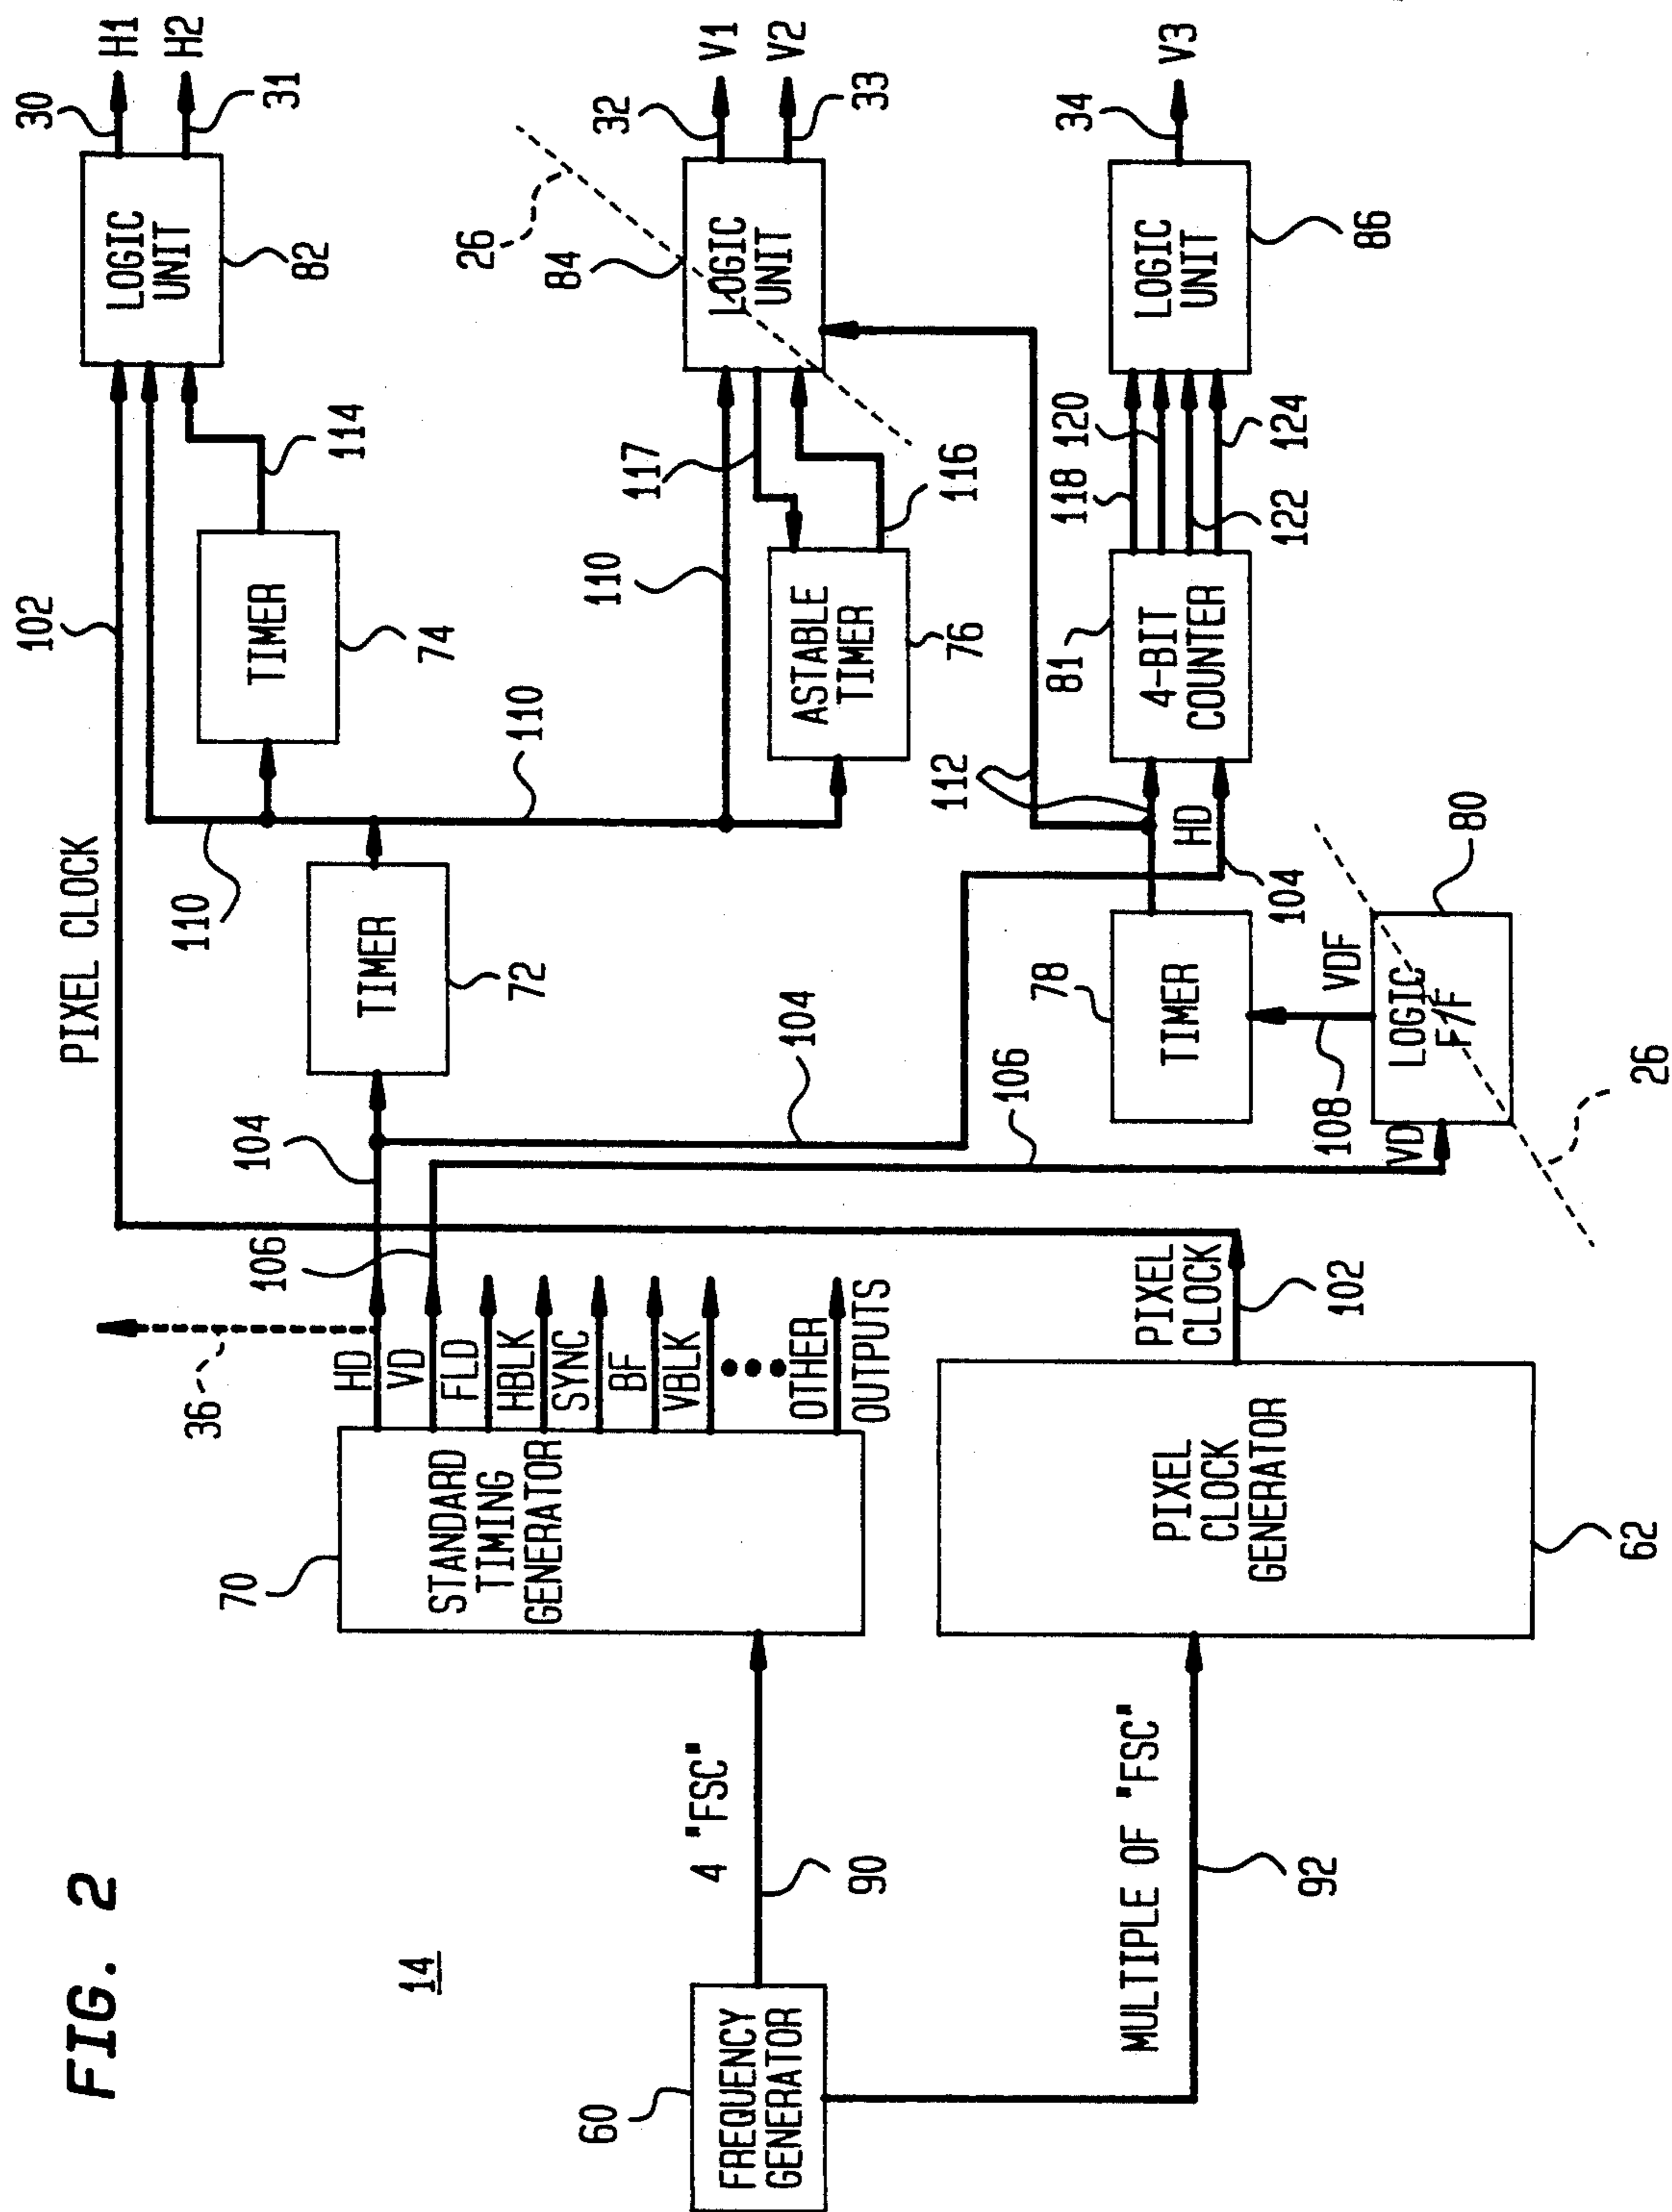 FIG. 2
14
FREQUENCY
GENERATOR
60
4 "FSC"
90
MULTIPLE OF "FSC"
92
70
STANDARD
TIMING
GENERATOR
HD
VD
FLD
HBLK
SYNC
BF
VBLK
OTHER
OUTPUTS
36
106
104
PIXEL
CLOCK
GENERATOR
62
PIXEL
CLOCK
102
PIXEL CLOCK
102
TIMER
72
104
106
110
110
TIMER
74
114
LOGIC
UNIT
82
30
H1
31
H2
110
117
ASTABLE
TIMER
76
116
LOGIC
UNIT
84
26
32
V1
33
V2
VD
LOGIC
F/F
80
26
108
VDF
TIMER
78
112
HD
104
4-BIT
COUNTER
81
118
120
122
124
LOGIC
UNIT
86
34
V3